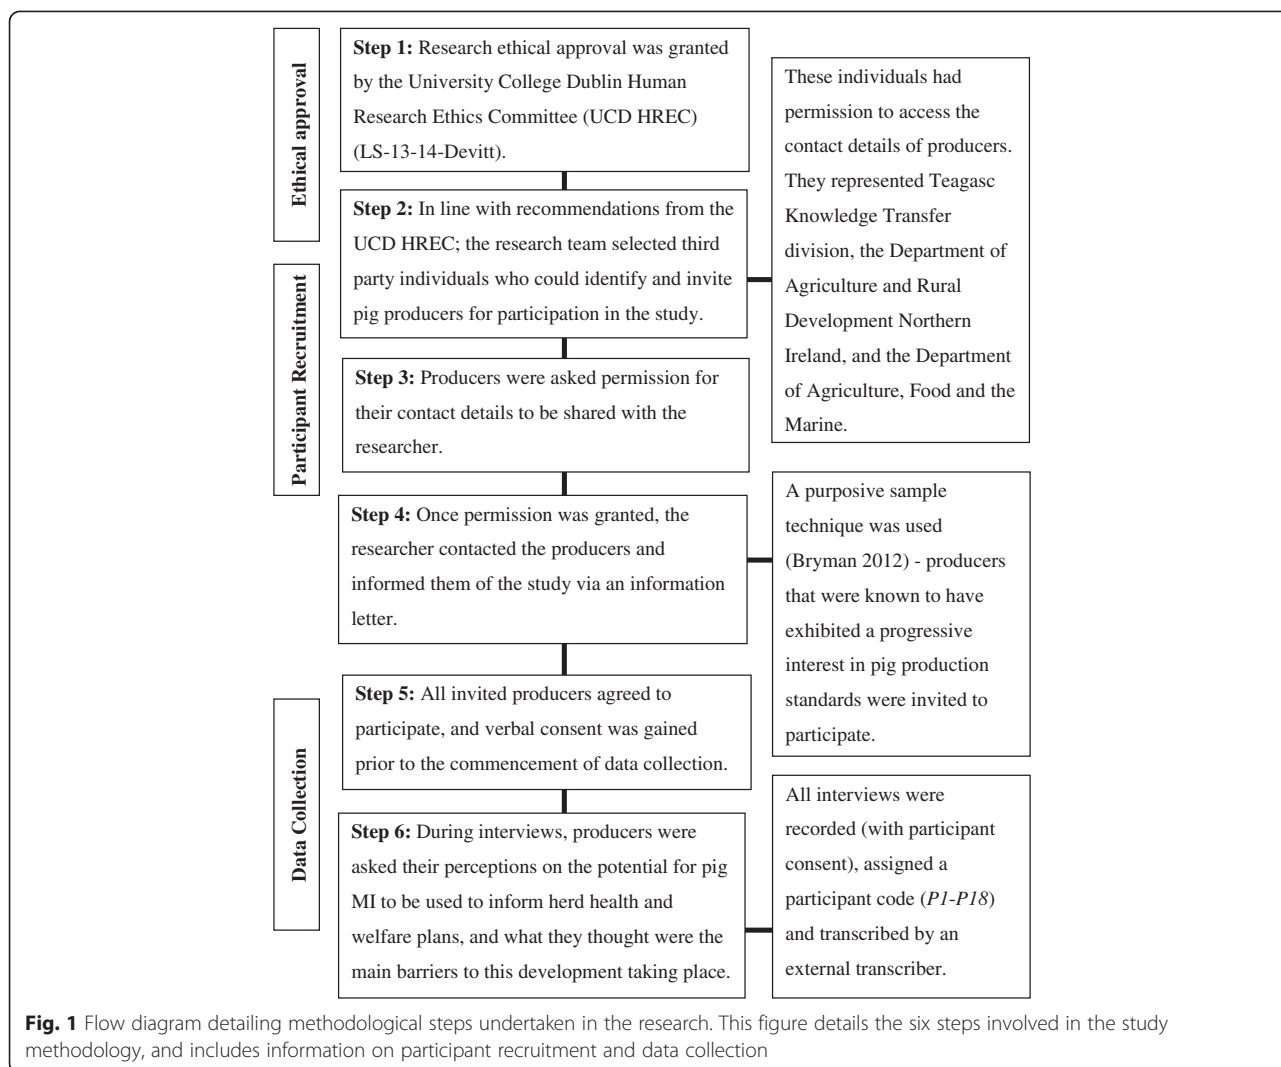 Ethical approval
Step 1: Research ethical approval was granted
by the University College Dublin Human
Research Ethics Committee (UCD HREC)
(LS-13-14-Devitt).
Step 2: In line with recommendations from the
UCD HREC; the research team selected third
party individuals who could identify and invite
pig producers for participation in the study.
These individuals had
permission to access the
contact details of producers.
They represented Teagasc
Knowledge Transfer
division, the Department of
Agriculture and Rural
Development Northern
Ireland, and the Department
of Agriculture, Food and the
Marine.
Participant Recruitment
Step 3: Producers were asked permission for
their contact details to be shared with the
researcher.
Step 4: Once permission was granted, the
researcher contacted the producers and
informed them of the study via an information
letter.
A purposive sample
technique was used
(Bryman 2012) - producers
that were known to have
exhibited a progressive
interest in pig production
standards were invited to
participate.
Data Collection
Step 5: All invited producers agreed to
participate, and verbal consent was gained
prior to the commencement of data collection.
Step 6: During interviews, producers were
asked their perceptions on the potential for pig
MI to be used to inform herd health and
welfare plans, and what they thought were the
main barriers to this development taking place.
All interviews were
recorded (with participant
consent), assigned a
participant code (P1-P18)
and transcribed by an
external transcriber.
Fig. 1 Flow diagram detailing methodological steps undertaken in the research. This figure details the six steps involved in the study
methodology, and includes information on participant recruitment and data collection